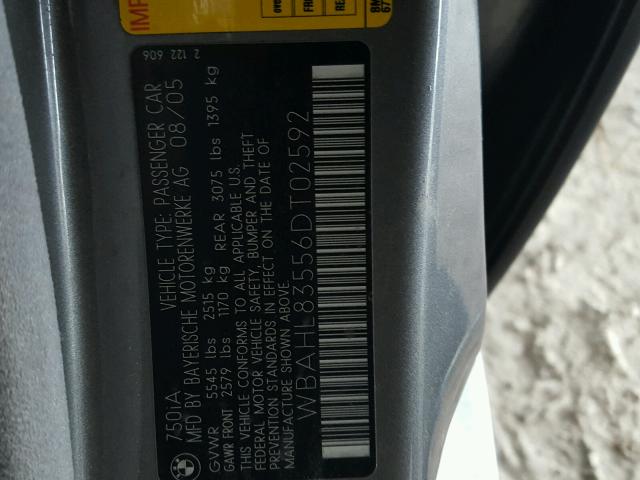 750iA VEHICLE TYPE: PASSENGER CAR
MFD BY BAYERISCHE MOTORENWERKE AG 08/05
GVWR 5545 lbs 2515 kg
GAWR FRONT 2579 lbs 1170 kg REAR 3075 lbs 1395 kg
THIS VEHICLE CONFORMS TO ALL APPLICABLE U.S.
FEDERAL MOTOR VEHICLE SAFETY, BUMPER AND THEFT
PREVENTION STANDARDS IN EFFECT ON THE DATE OF
MANUFACTURE SHOWN ABOVE.
WBAHL83556DT02592
2 122 606
IMP